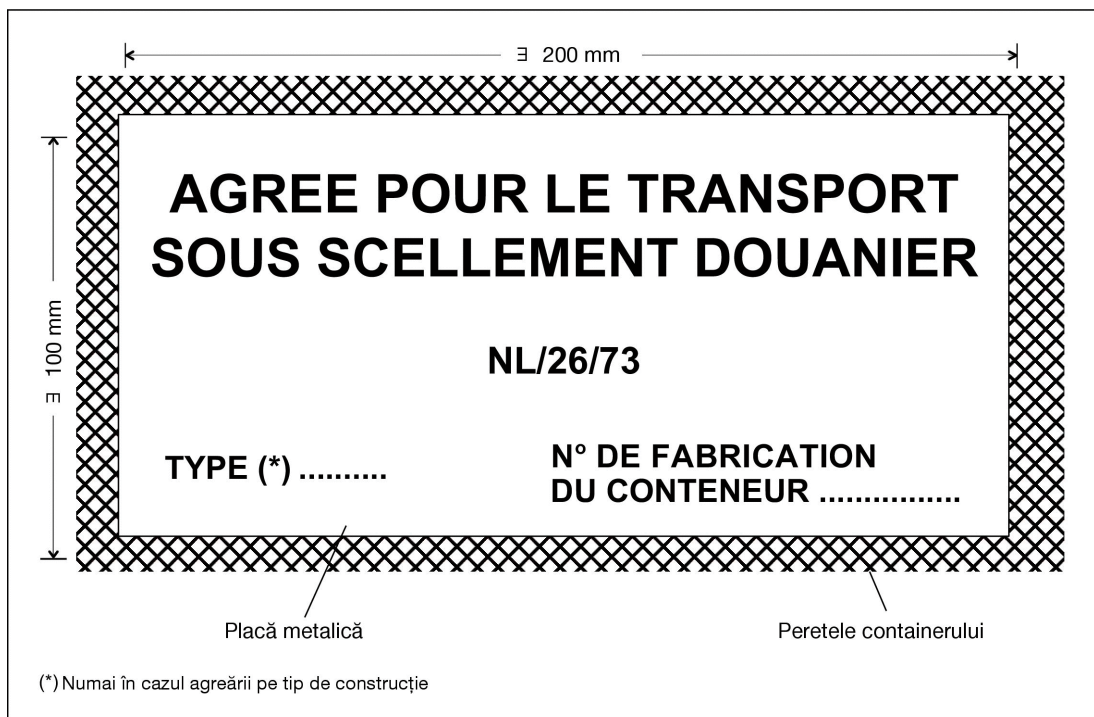 ∃ 200 mm
∃ 100 mm
AGREE POUR LE TRANSPORT
SOUS SCELLEMENT DOUANIER
NL/26/73
TYPE (*) ..........
N° DE FABRICATION
DU CONTENEUR ................
Placă metalică
Peretele containerului
(*) Numai în cazul agreării pe tip de construcție